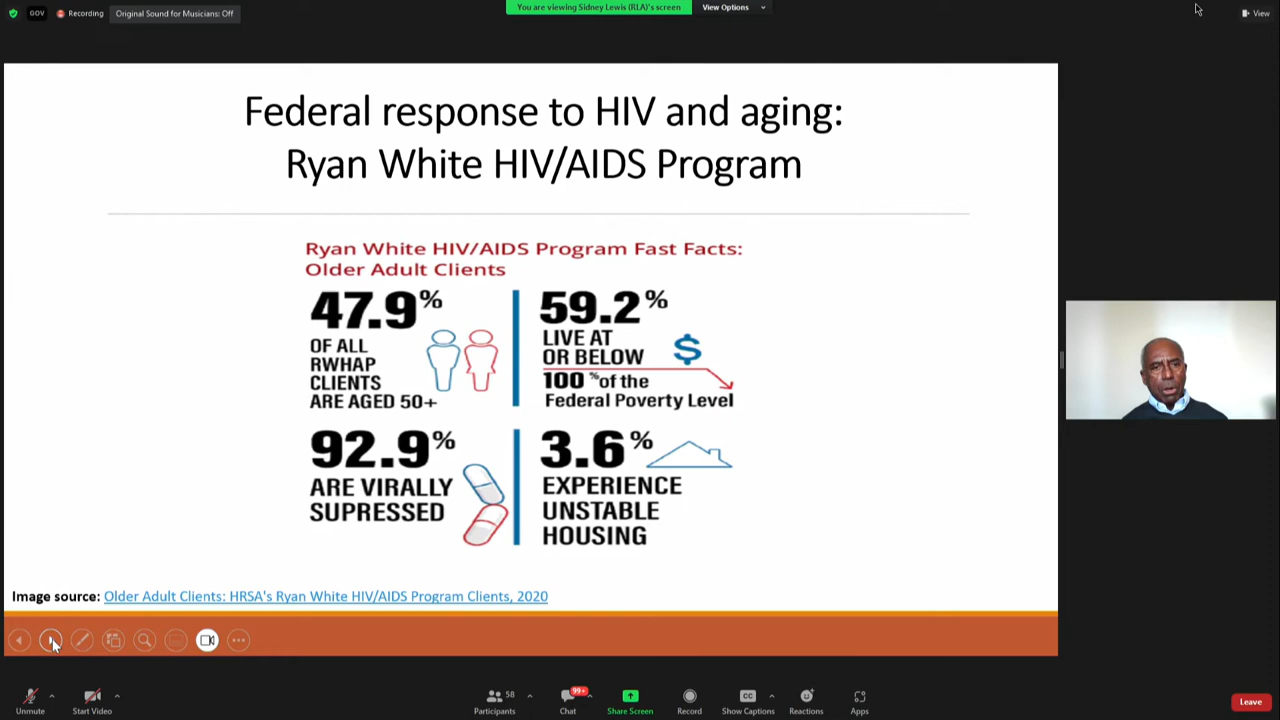 GOV
Recording
Original Sound for Musicians: Off
You are viewing Sidney Lewis (RLA)'s screen
View Options
View
Federal response to HIV and aging:
Ryan White HIV/AIDS Program
Ryan White HIV/AIDS Program Fast Facts:
Older Adult Clients
47.9%
OF ALL
RWHAP
CLIENTS
ARE AGED 50+
59.2%
LIVE AT
OR BELOW
$
100% of the
Federal Poverty Level
92.9%
ARE VIRALLY
SUPRESSED
3.6%
EXPERIENCE
UNSTABLE
HOUSING
Image source: Older Adult Clients: HRSA's Ryan White HIV/AIDS Program Clients, 2020
Unmute
Start Video
58
Participants
99+
Chat
Share Screen
Record
CC
Show Captions
Reactions
Apps
Leave